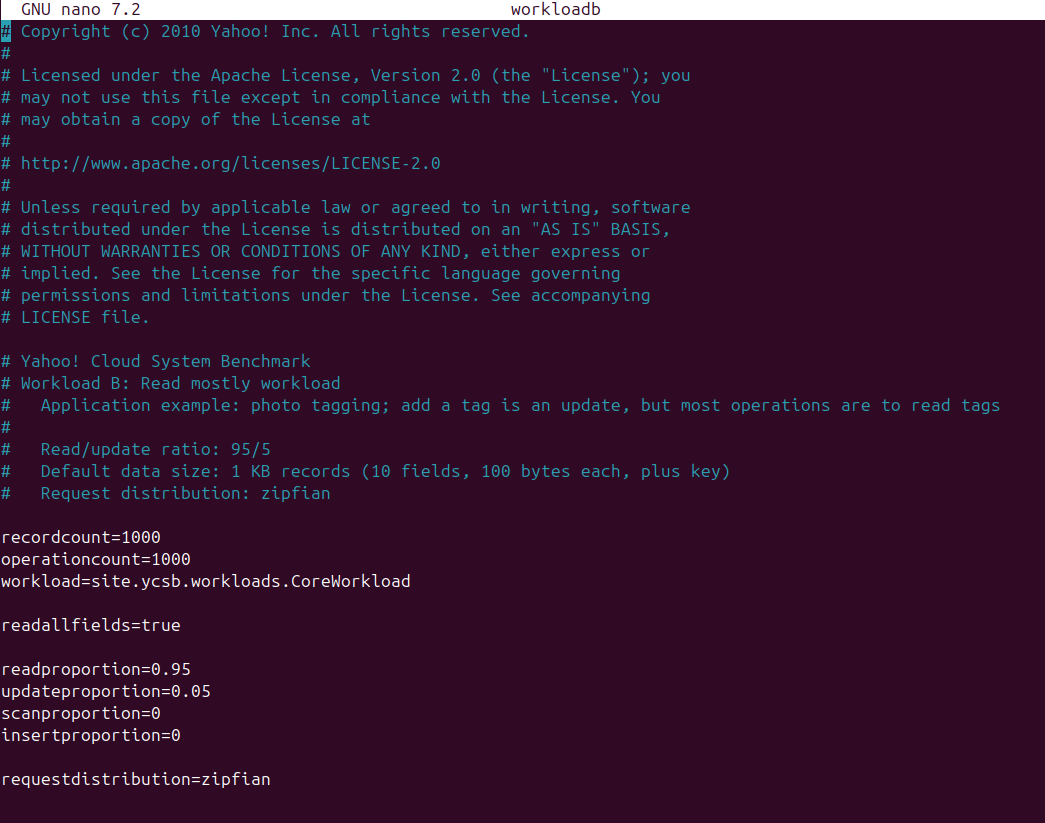 GNU nano 7.2 workloadb
# Copyright (c) 2010 Yahoo! Inc. All rights reserved.
#
# Licensed under the Apache License, Version 2.0 (the "License"); you
# may not use this file except in compliance with the License. You
# may obtain a copy of the License at
#
# http://www.apache.org/licenses/LICENSE-2.0
#
# Unless required by applicable law or agreed to in writing, software
# distributed under the License is distributed on an "AS IS" BASIS,
# WITHOUT WARRANTIES OR CONDITIONS OF ANY KIND, either express or
# implied. See the License for the specific language governing
# permissions and limitations under the License. See accompanying
# LICENSE file.

# Yahoo! Cloud System Benchmark
# Workload B: Read mostly workload
#   Application example: photo tagging; add a tag is an update, but most operations are to read tags
#
#   Read/update ratio: 95/5
#   Default data size: 1 KB records (10 fields, 100 bytes each, plus key)
#   Request distribution: zipfian

recordcount=1000
operationcount=1000
workload=site.ycsb.workloads.CoreWorkload

readallfields=true

readproportion=0.95
updateproportion=0.05
scanproportion=0
insertproportion=0

requestdistribution=zipfian